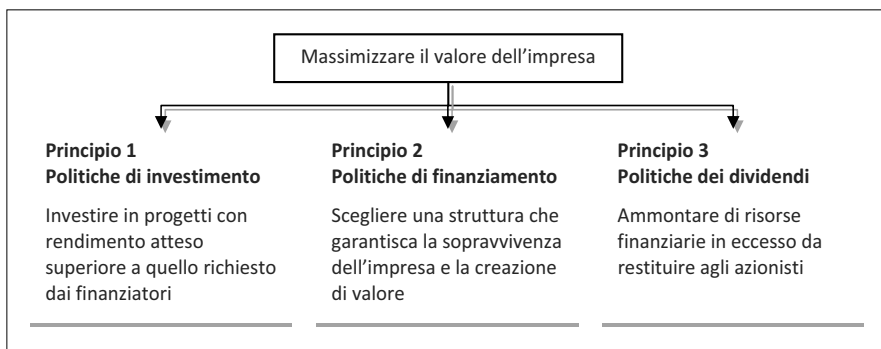 Massimizzare il valore dell’impresa
Principio 1
Politiche di investimento
Investire in progetti con
rendimento atteso
superiore a quello richiesto
dai finanziatori
Principio 2
Politiche di finanziamento
Scegliere una struttura che
garantisca la sopravvivenza
dell’impresa e la creazione
di valore
Principio 3
Politiche dei dividendi
Ammontare di risorse
finanziarie in eccesso da
restituire agli azionisti